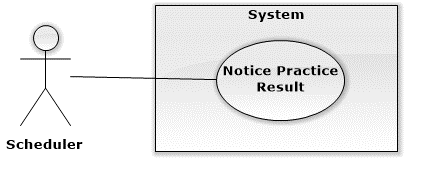 System
Notice Practice
Result
Scheduler